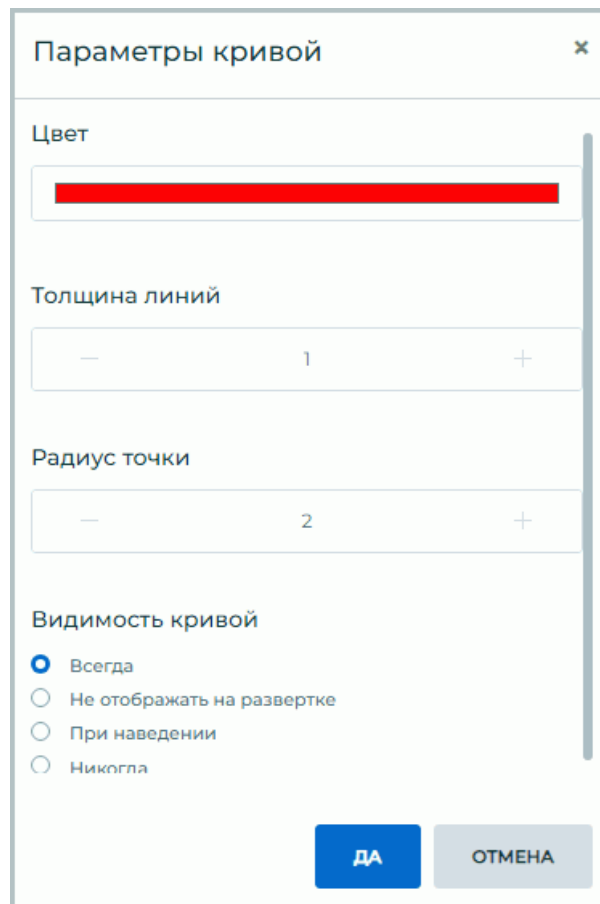 Параметры кривой ×
Цвет
Толщина линий
− 1 +
Радиус точки
− 2 +
Видимость кривой
Всегда
Не отображать на развертке
При наведении
Никогда
ДА ОТМЕНА